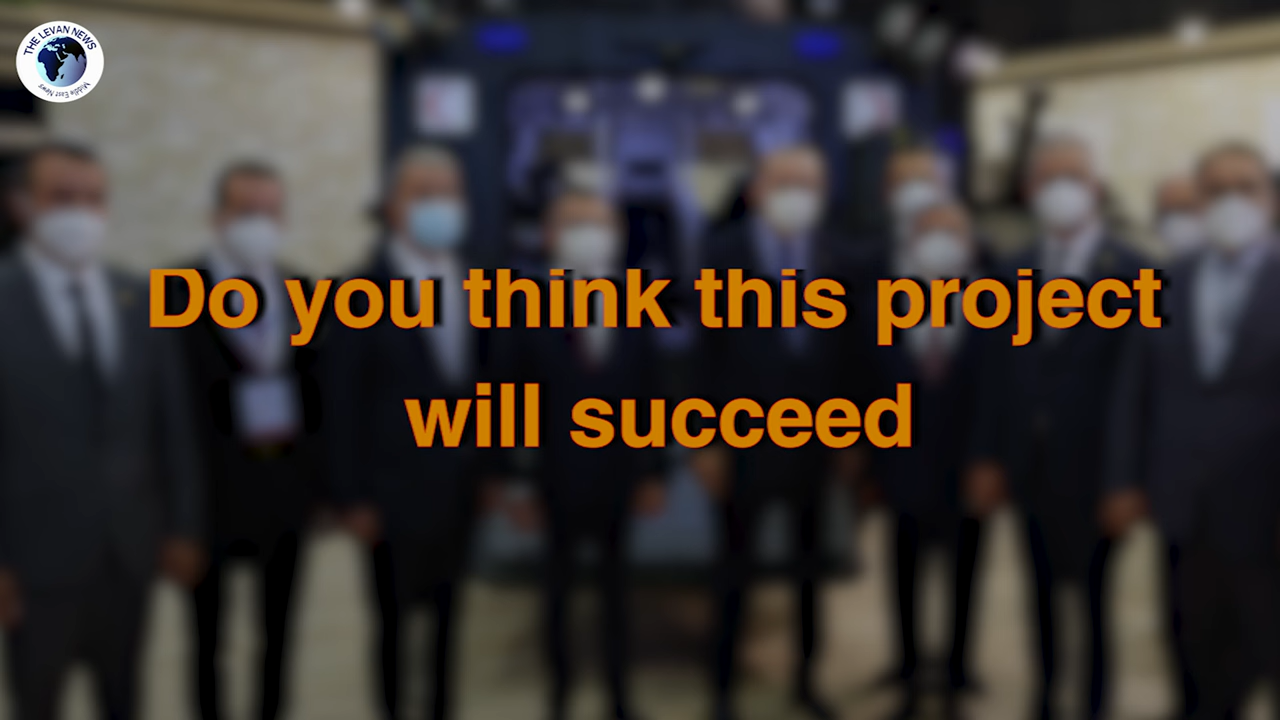 THE LEVAN NEWS
Middle East News
Do you think this project
will succeed